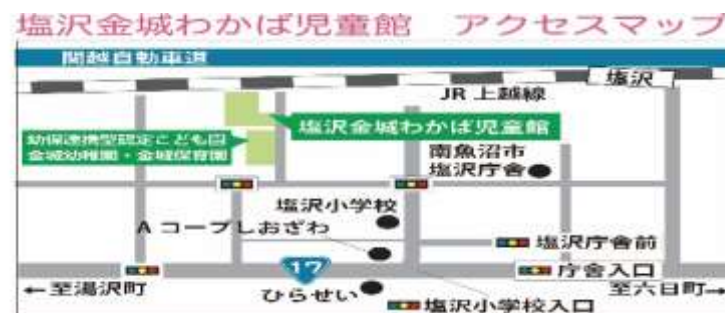 塩沢金城わかば児童館 アクセスマップ
関越自動車道
塩沢
JR 上越線
塩沢金城わかば児童館
幼保連携型認定こども園
金城幼稚園・金城保育園
南魚沼市
塩沢庁舎
塩沢小学校
A コープしおざわ
塩沢庁舎前
17
庁舎入口
←至湯沢町
ひらせい
至六日町→
塩沢小学校入口